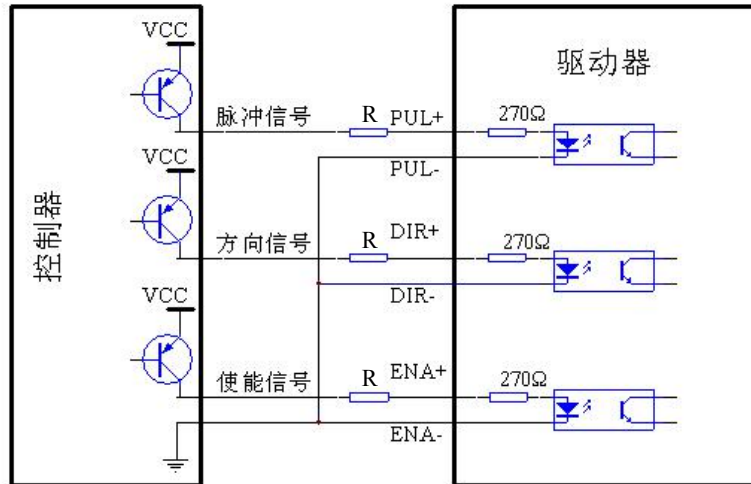 VCC
驱动器
脉冲信号 R PUL+ 270Ω
PUL-
VCC
控制器
方向信号 R DIR+ 270Ω
DIR-
VCC
使能信号 R ENA+ 270Ω
ENA-